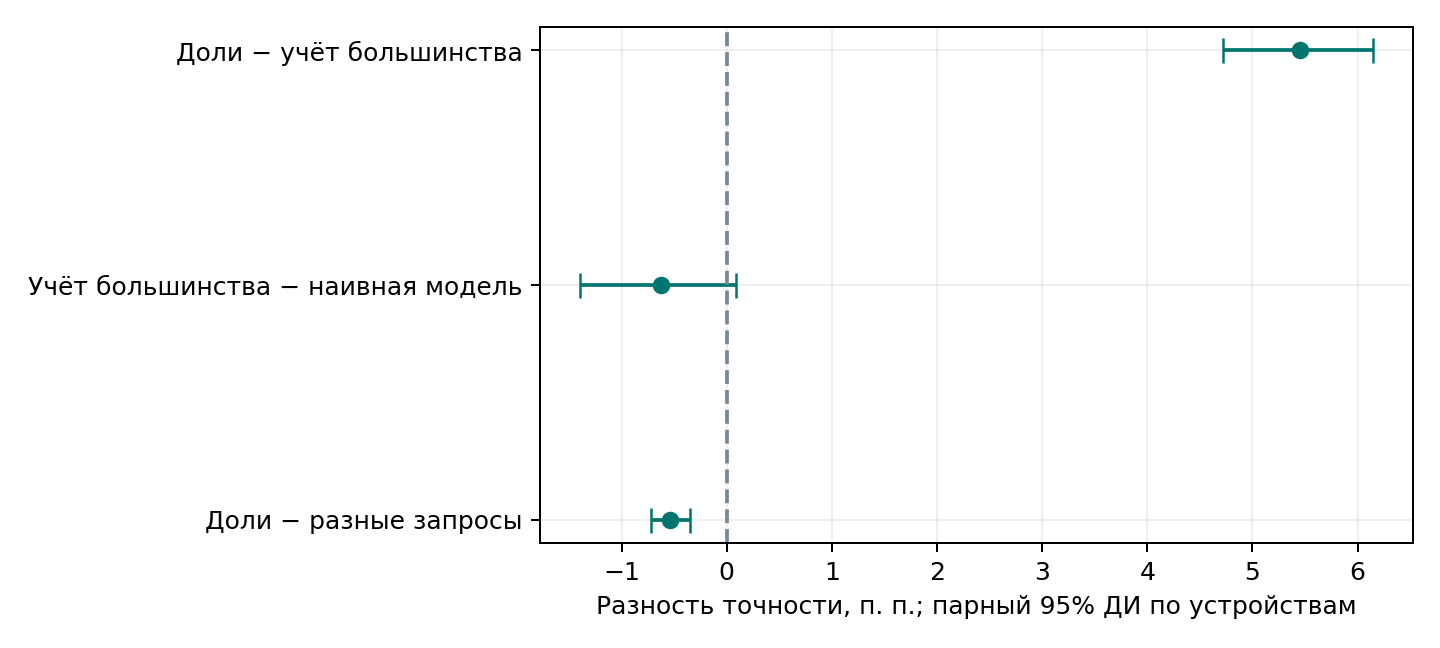 Доли − учёт большинства
Учёт большинства − наивная модель
Доли − разные запросы
−1 0 1 2 3 4 5 6
Разность точности, п. п.; парный 95% ДИ по устройствам